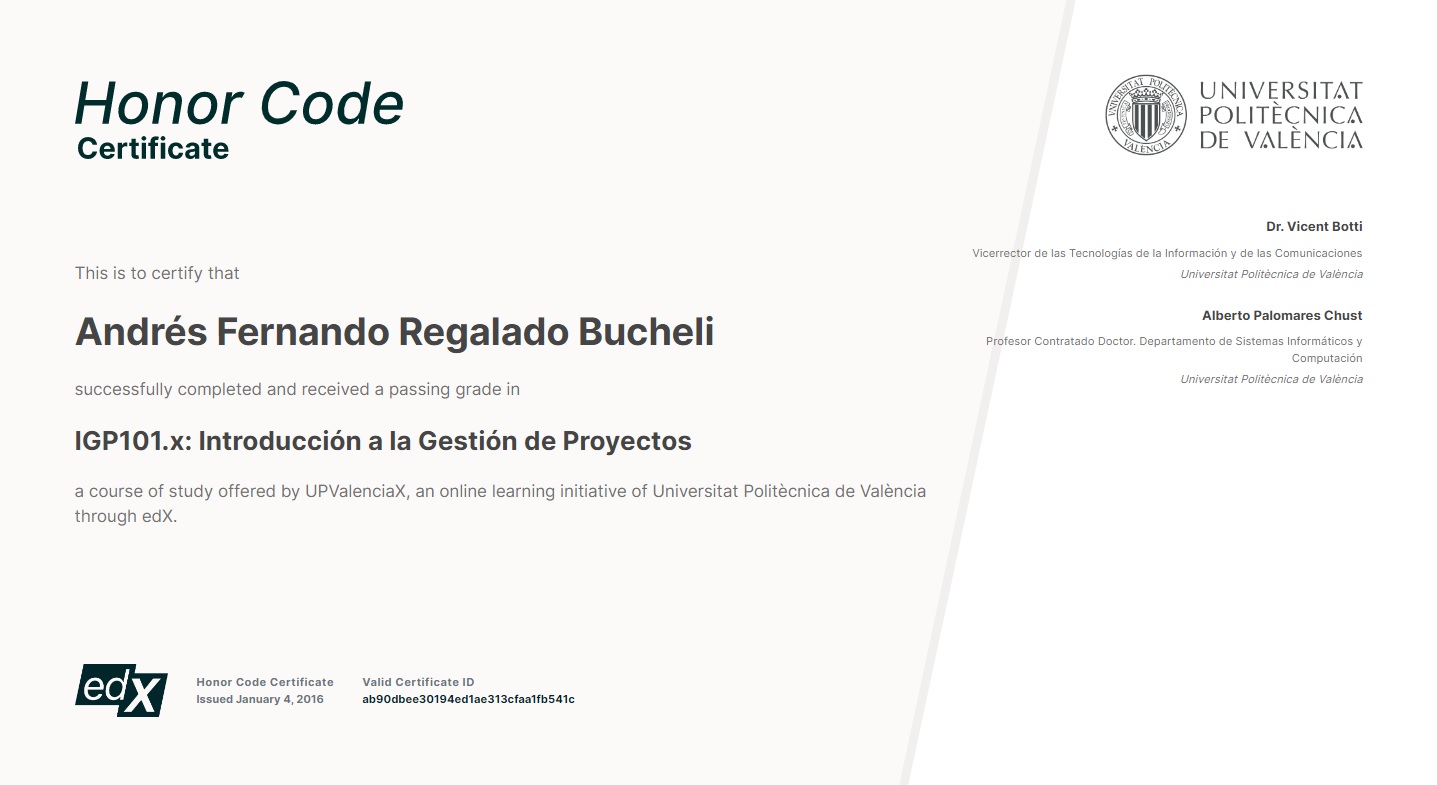 Honor Code
Certificate
This is to certify that
Andrés Fernando Regalado Bucheli
successfully completed and received a passing grade in
IGP101.x: Introducción a la Gestión de Proyectos
a course of study offered by UPValenciaX, an online learning initiative of Universitat Politècnica de València
through edX.
edX
Honor Code Certificate
Issued January 4, 2016
Valid Certificate ID
ab90dbee30194ed1ae313cfaa1fb541c
UNIVERSITAT POLITÈCNICA
VALÈNCIA
UNIVERSITAT
POLITÈCNICA
DE VALÈNCIA
Dr. Vicent Botti
Vicerrector de las Tecnologías de la Información y de las Comunicaciones
Universitat Politècnica de València
Alberto Palomares Chust
Profesor Contratado Doctor. Departamento de Sistemas Informáticos y
Computación
Universitat Politècnica de València